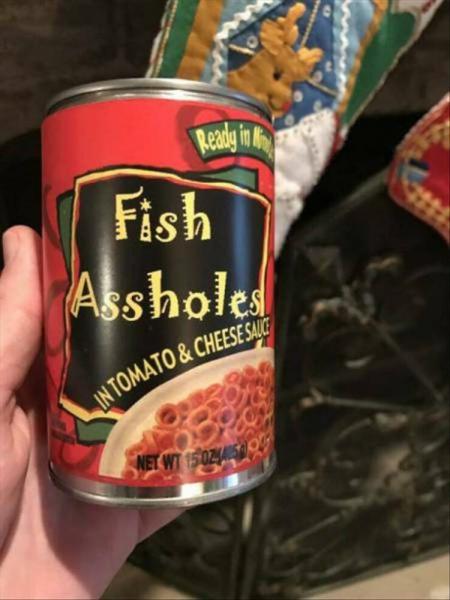 Ready in
Fish
Assholes
IN TOMATO & CHEESE SAUCE
NET WT 15 OZ